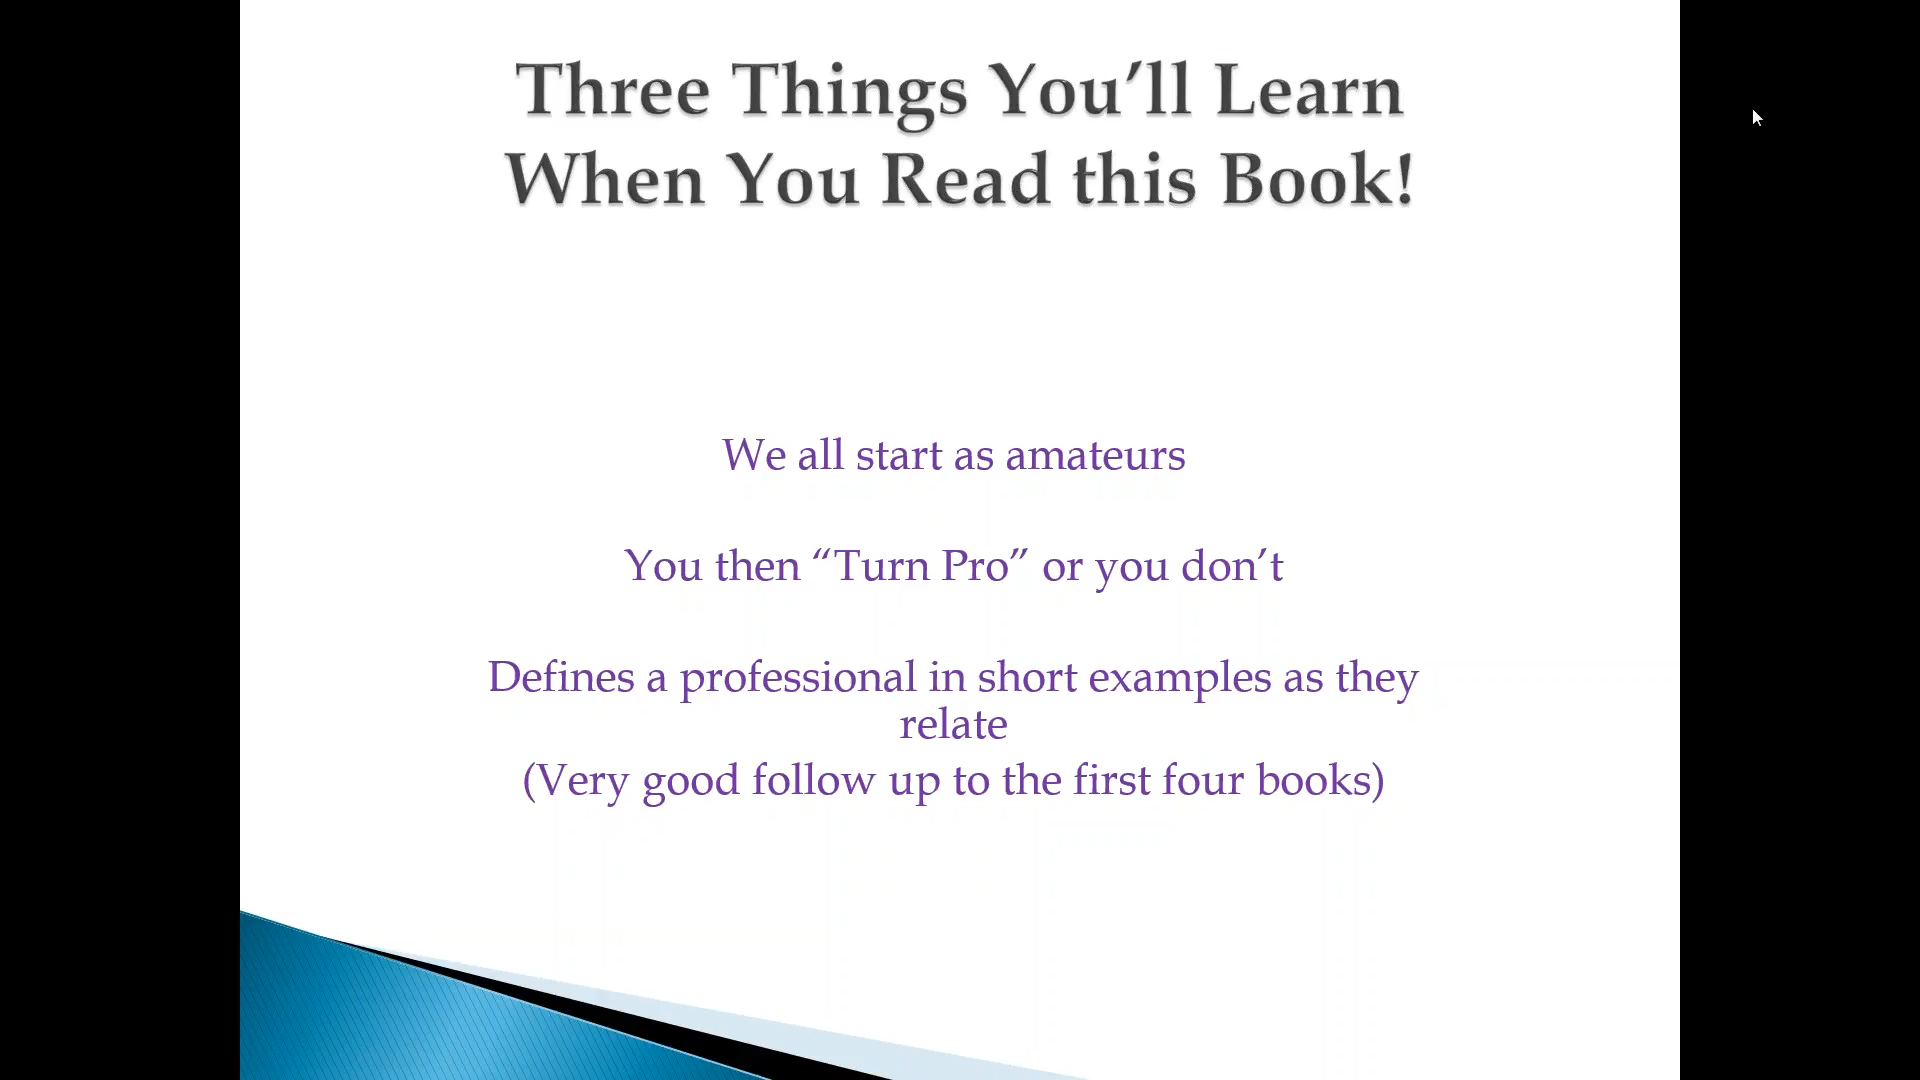 Three Things You’ll Learn
When You Read this Book!
We all start as amateurs
You then “Turn Pro” or you don’t
Defines a professional in short examples as they
relate
(Very good follow up to the first four books)